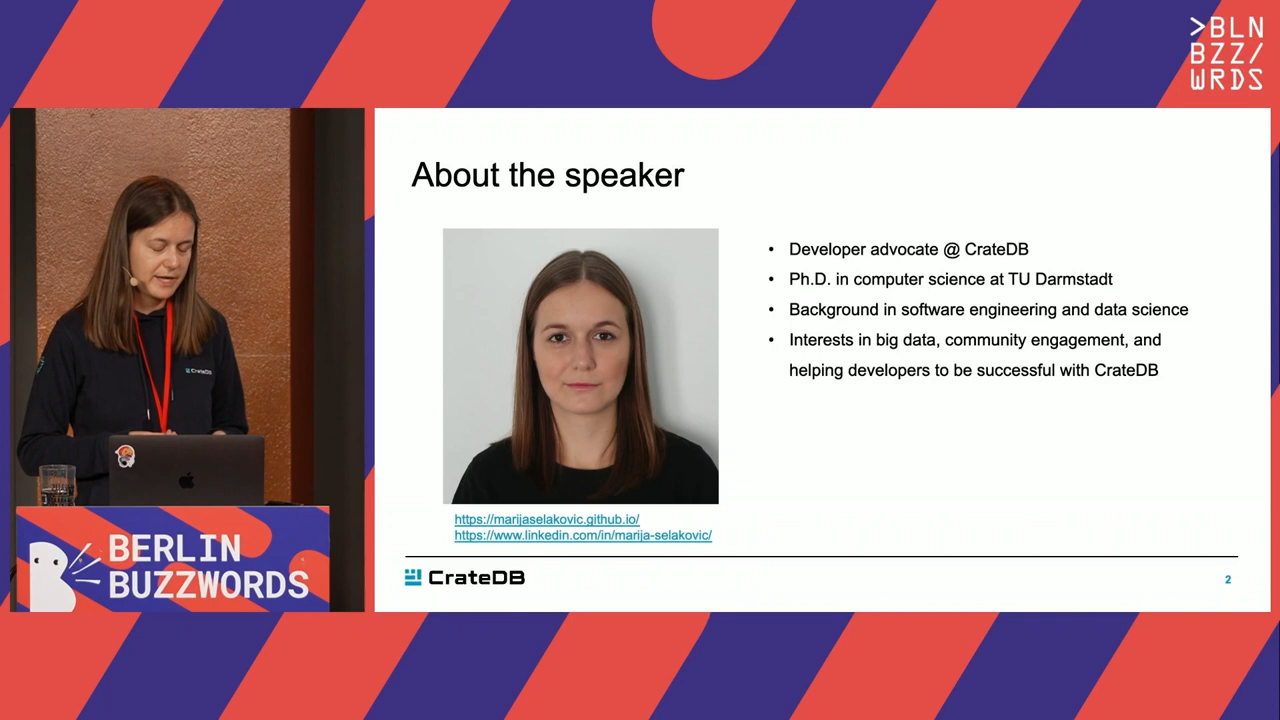 >BLN
BZZ/
WRDS
About the speaker
• Developer advocate @ CrateDB
• Ph.D. in computer science at TU Darmstadt
• Background in software engineering and data science
• Interests in big data, community engagement, and
helping developers to be successful with CrateDB
https://marijaselakovic.github.io/
https://www.linkedin.com/in/marija-selakovic/
CrateDB
2
CrateDB
BERLIN
BUZZWORDS